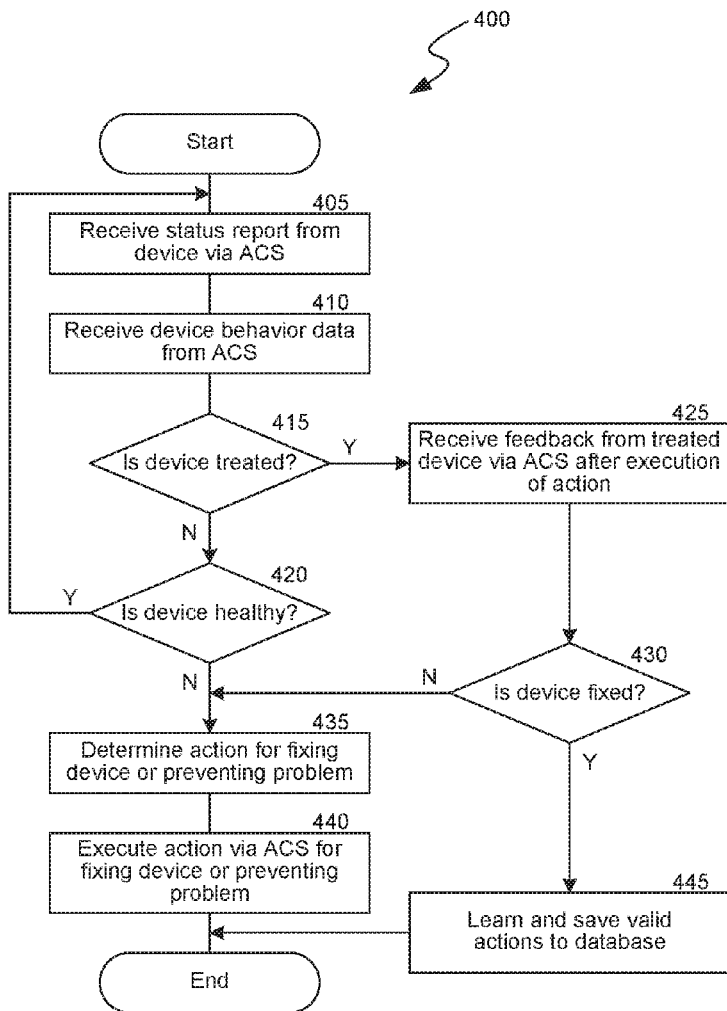 400
Start
405
Receive status report from
device via ACS
410
Receive device behavior data
from ACS
415
Is device treated?
Y
N
425
Receive feedback from treated
device via ACS after execution
of action
420
Is device healthy?
Y
N
430
Is device fixed?
N
Y
435
Determine action for fixing
device or preventing problem
440
Execute action via ACS for
fixing device or preventing
problem
445
Learn and save valid
actions to database
End